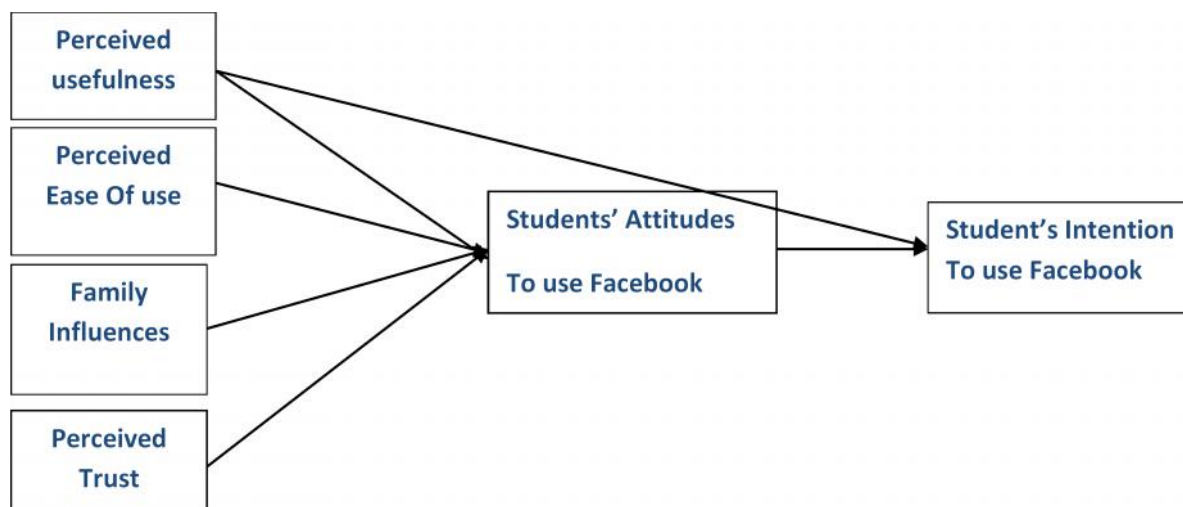 Perceived
usefulness
Perceived
Ease Of use
Family
Influences
Perceived
Trust
Students’ Attitudes
To use Facebook
Student’s Intention
To use Facebook